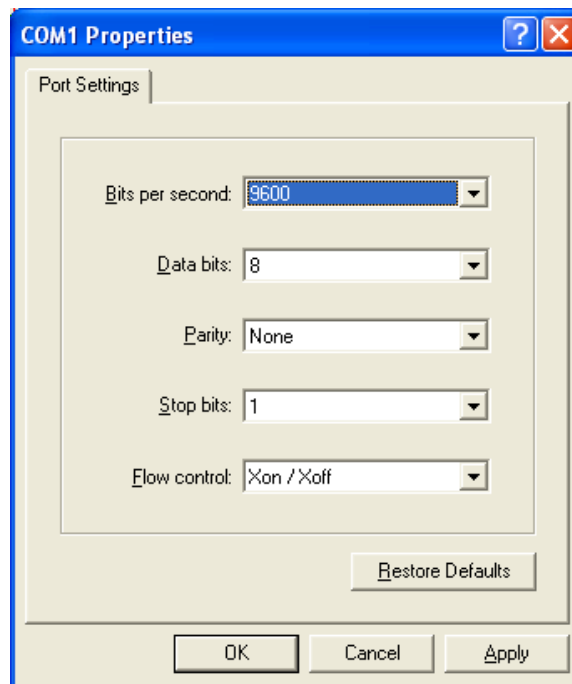 COM1 Properties
Port Settings
Bits per second: 9600
Data bits: 8
Parity: None
Stop bits: 1
Flow control: Xon / Xoff
Restore Defaults
OK Cancel Apply